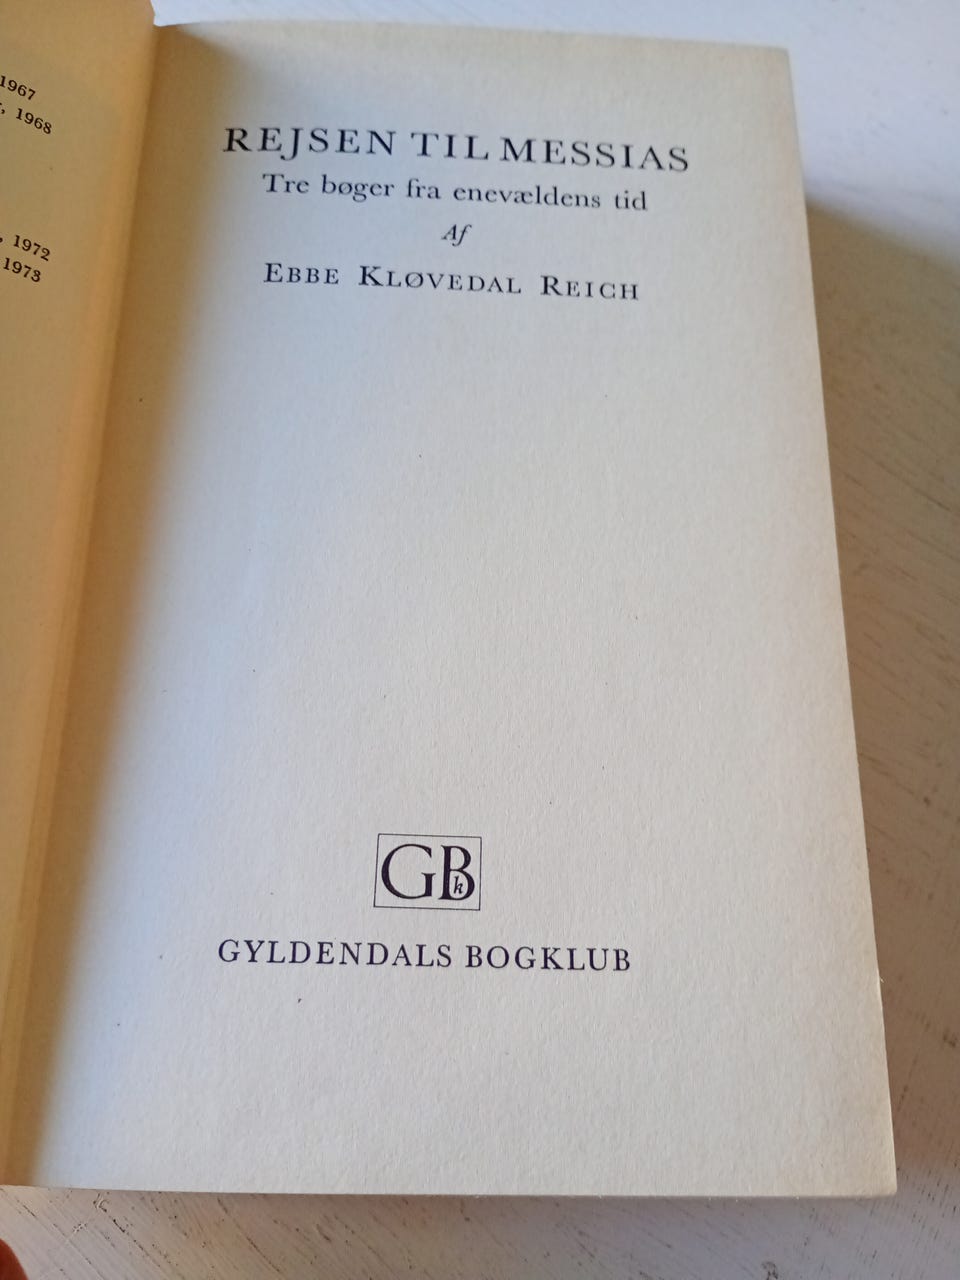 1967
, 1968
, 1972
1973
REJSEN TIL MESSIAS
Tre bøger fra enevældens tid
Af
EBBE KLØVEDAL REICH
GBk
GYLDENDALS BOGKLUB